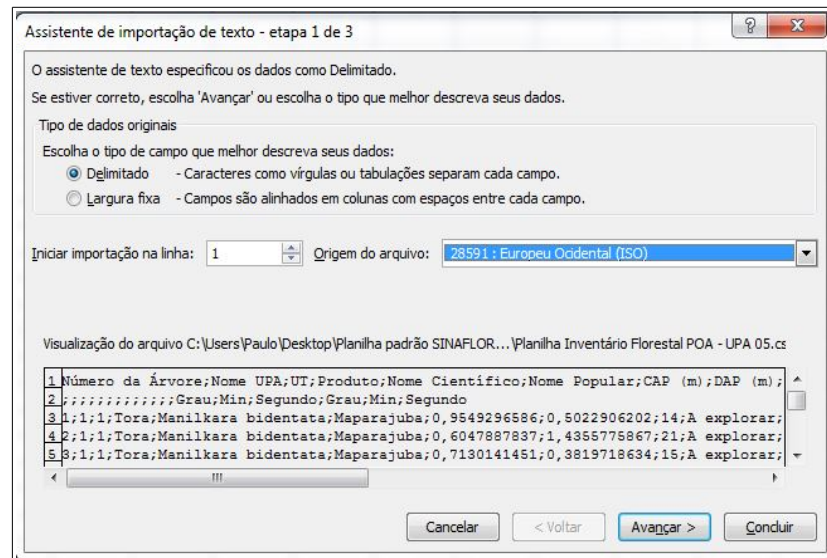 Assistente de importação de texto - etapa 1 de 3
O assistente de texto especificou os dados como Delimitado.
Se estiver correto, escolha 'Avançar' ou escolha o tipo que melhor descreva seus dados.
Tipo de dados originais
Escolha o tipo de campo que melhor descreva seus dados:
Delimitado - Caracteres como vírgulas ou tabulações separam cada campo.
Largura fixa - Campos são alinhados em colunas com espaços entre cada campo.
Iniciar importação na linha: 1 Origem do arquivo: 28591 : Europeu Ocidental (ISO)
Visualização do arquivo C:\Users\Paulo\Desktop\Planilha padrão SINAFLOR...\Planilha Inventário Florestal POA - UPA 05.cs
1 Número da Árvore;Nome UPA;UT;Produto;Nome Científico;Nome Popular;CAP (m);DAP (m);
2 ;;;;;;;;;;;;Grau;Min;Segundo;Grau;Min;Segundo
3 1;1;1;Tora;Manilkara bidentata;Maparajuba;0,9549296586;0,5022906202;14;A explorar;
4 2;1;1;Tora;Manilkara bidentata;Maparajuba;0,6047887837;1,4355775867;21;A explorar;
5 3;1;1;Tora;Manilkara bidentata;Maparajuba;0,7130141451;0,3819718634;15;A explorar;
Cancelar < Voltar Avançar > Concluir